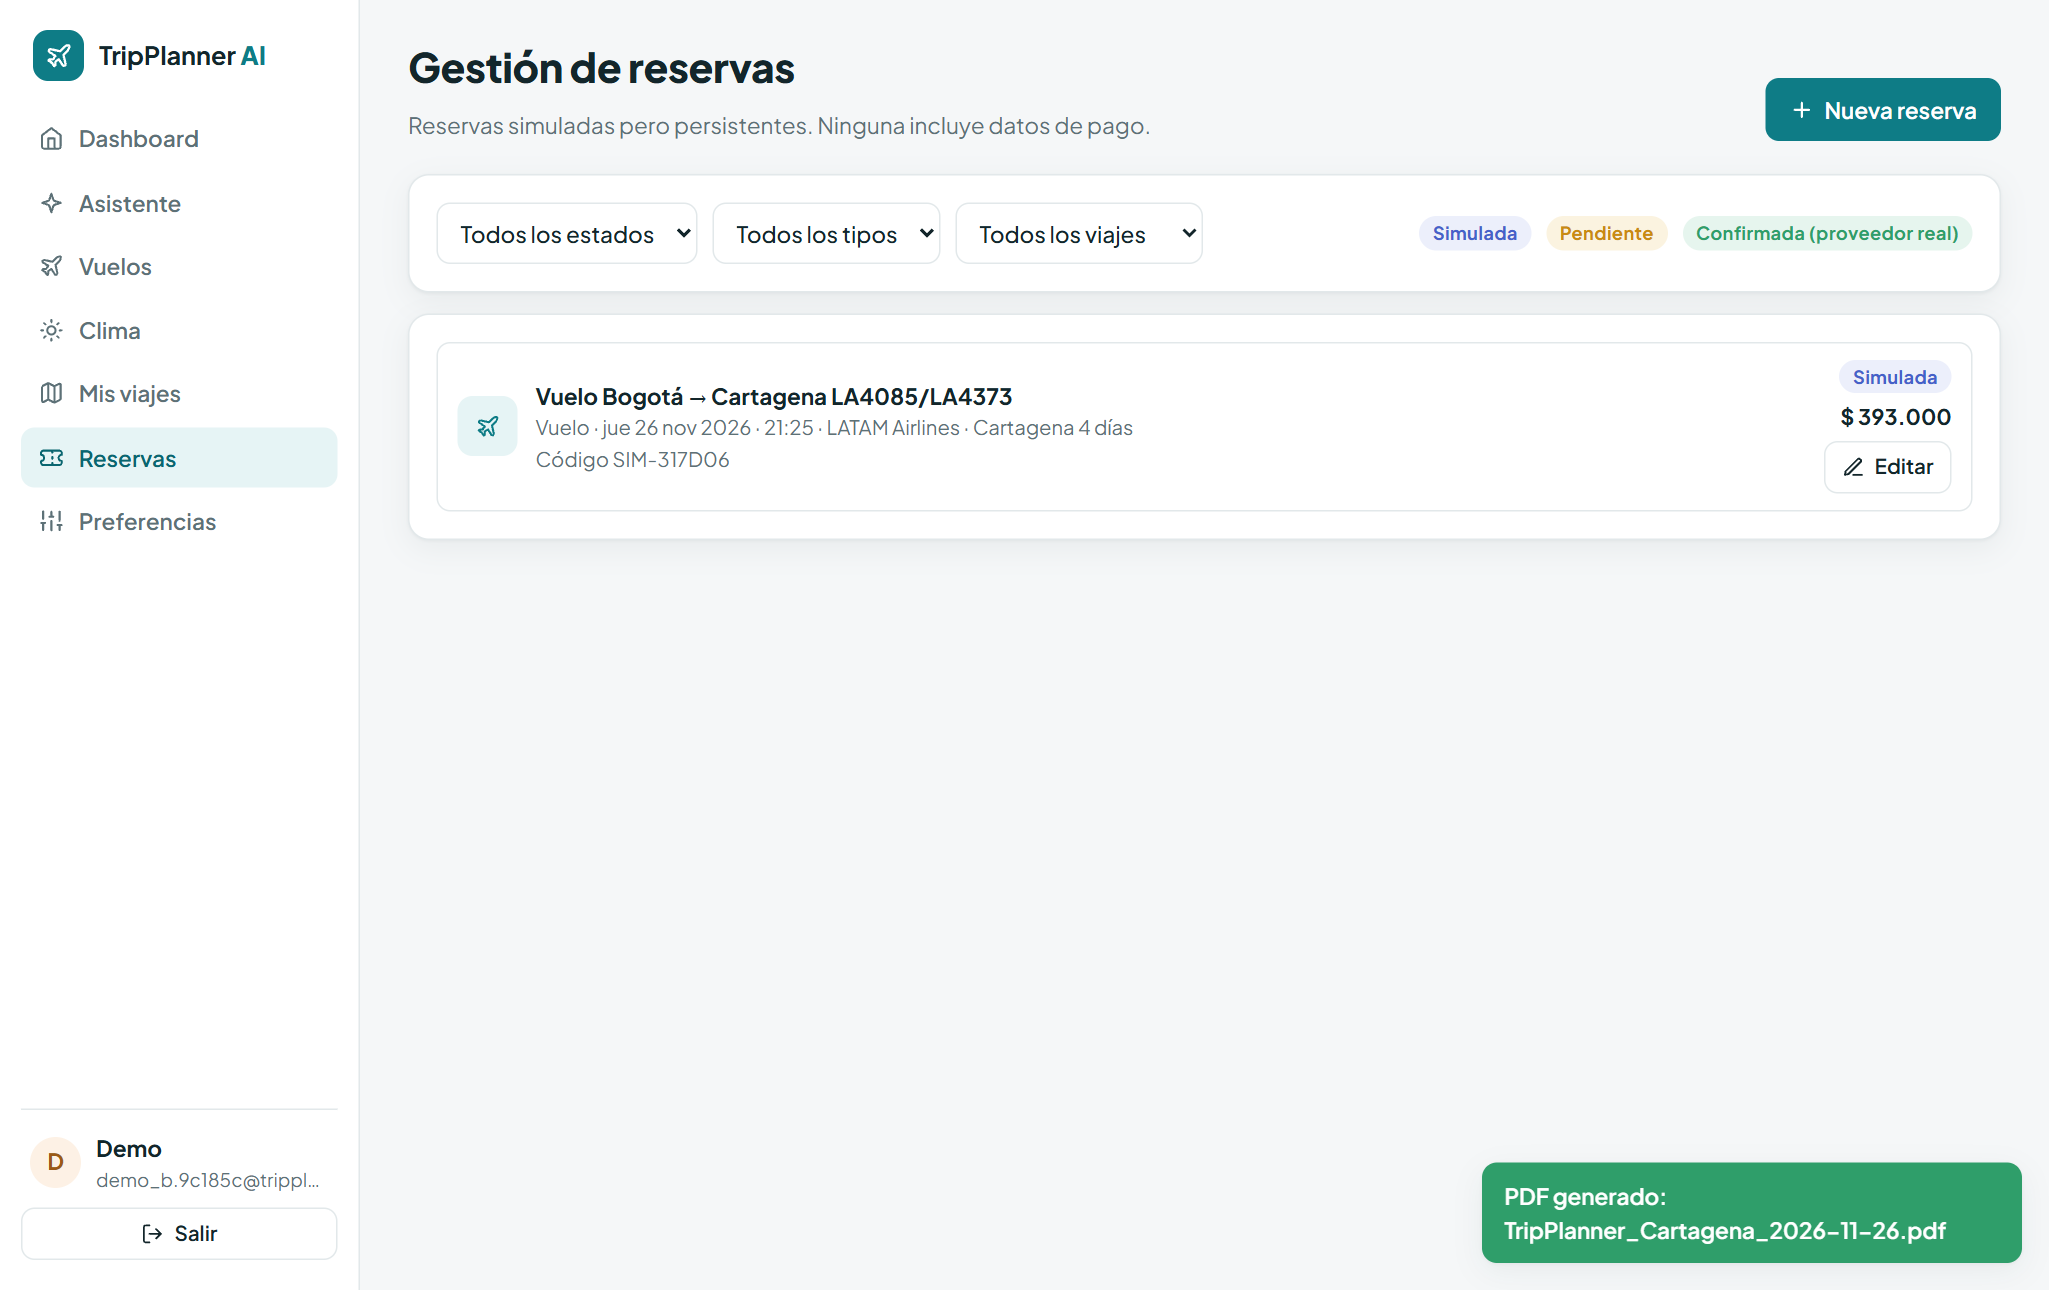 TripPlanner AI
Dashboard
Asistente
Vuelos
Clima
Mis viajes
Reservas
Preferencias
D
Demo
demo_b.9c185c@trippl...
Salir
Gestión de reservas
Reservas simuladas pero persistentes. Ninguna incluye datos de pago.
+ Nueva reserva
Todos los estados
Todos los tipos
Todos los viajes
Simulada
Pendiente
Confirmada (proveedor real)
Vuelo Bogotá → Cartagena LA4085/LA4373
Vuelo · jue 26 nov 2026 · 21:25 · LATAM Airlines · Cartagena 4 días
Código SIM-317D06
Simulada
$ 393.000
Editar
PDF generado:
TripPlanner_Cartagena_2026-11-26.pdf